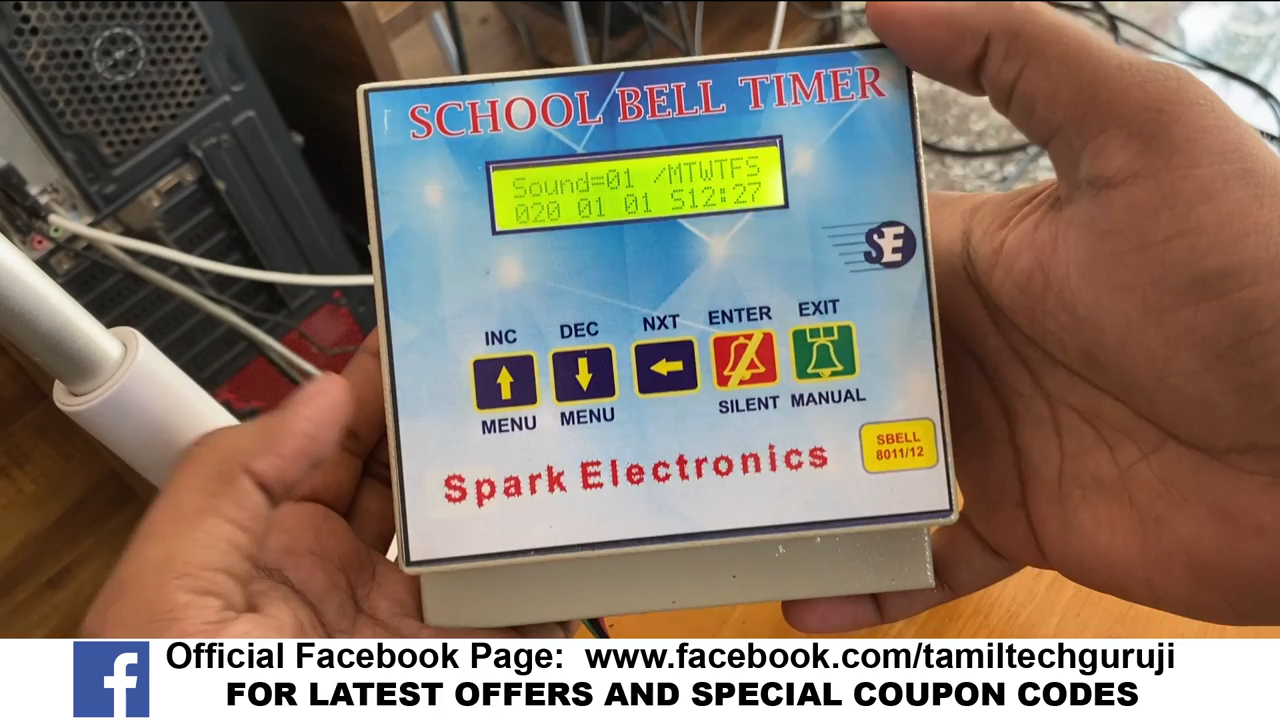 SCHOOL BELL TIMER
Sound=01 /MTWTFS
020 01 01 S12:27
SE
INC DEC NXT ENTER EXIT
MENU MENU SILENT MANUAL
SBELL
8011/12
Spark Electronics
f Official Facebook Page: www.facebook.com/tamiltechguruji
FOR LATEST OFFERS AND SPECIAL COUPON CODES